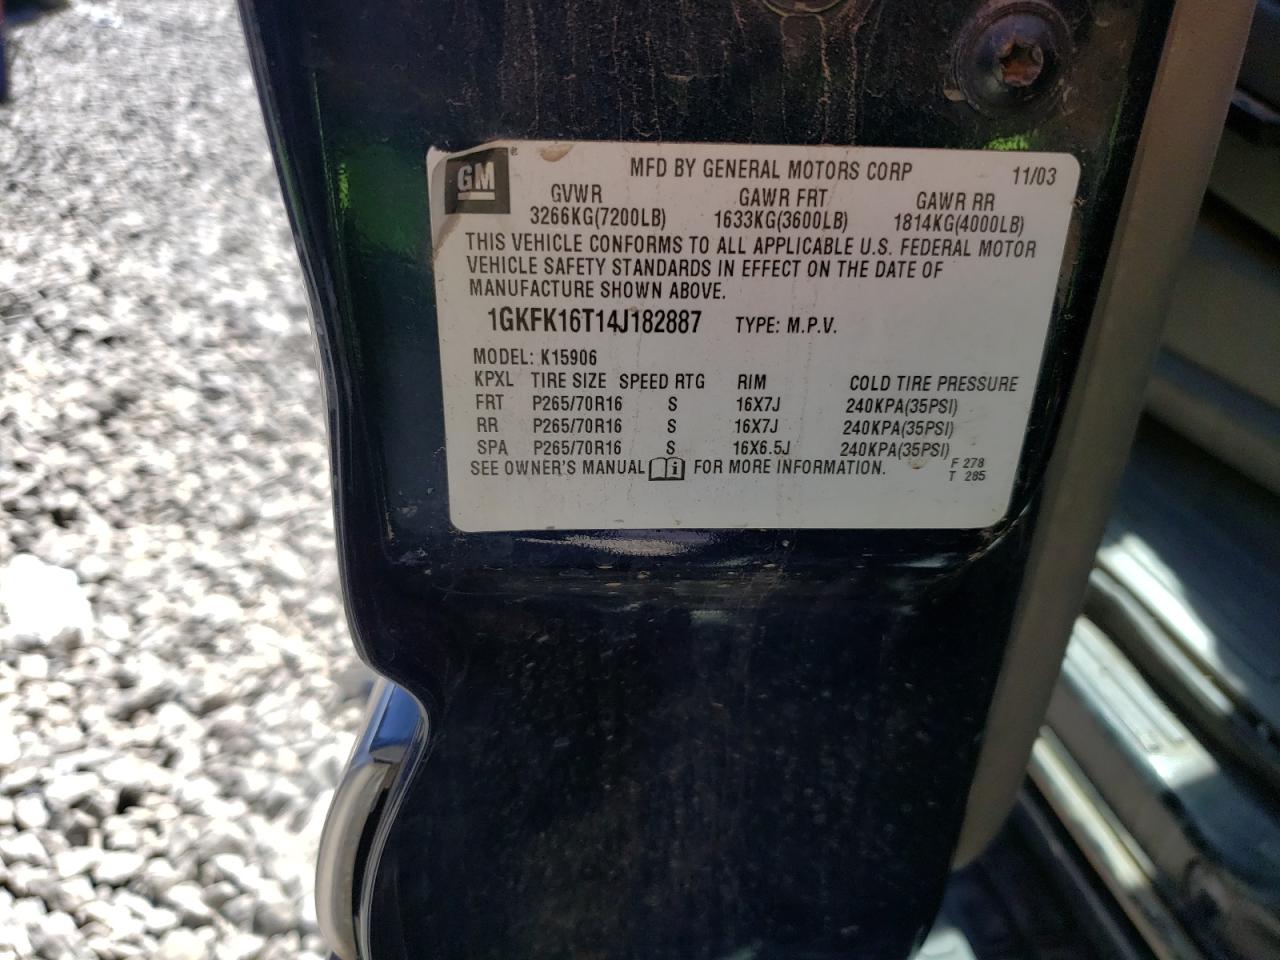 GM ® MFD BY GENERAL MOTORS CORP 11/03
GVWR GAWR FRT GAWR RR
3266KG(7200LB) 1633KG(3600LB) 1814KG(4000LB)
THIS VEHICLE CONFORMS TO ALL APPLICABLE U.S. FEDERAL MOTOR
VEHICLE SAFETY STANDARDS IN EFFECT ON THE DATE OF
MANUFACTURE SHOWN ABOVE.
1GKFK16T14J182887 TYPE: M.P.V.
MODEL: K15906
KPXL TIRE SIZE SPEED RTG RIM COLD TIRE PRESSURE
FRT P265/70R16 S 16X7J 240KPA(35PSI)
RR P265/70R16 S 16X7J 240KPA(35PSI)
SPA P265/70R16 S 16X6.5J 240KPA(35PSI)
SEE OWNER'S MANUAL FOR MORE INFORMATION. F 278
T 285